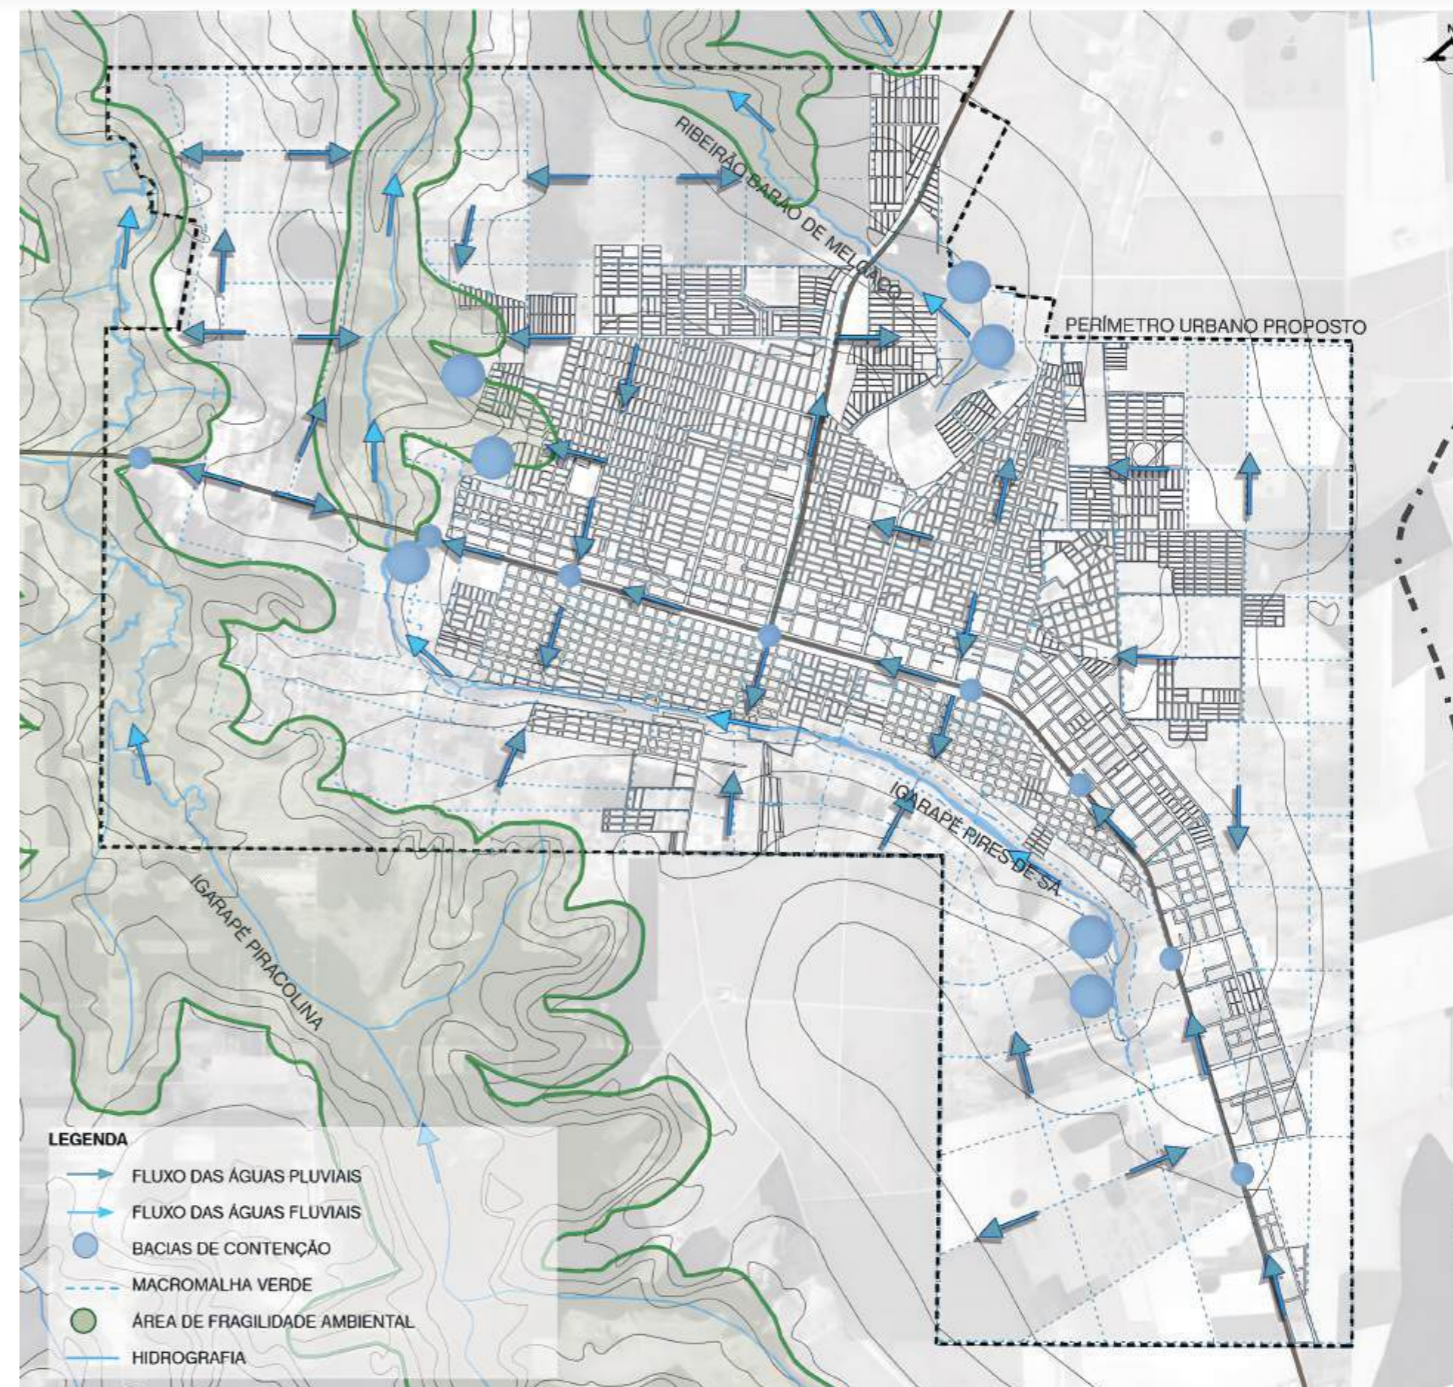 N
RIBEIRÃO BARÃO DE MELGAÇO
PERÍMETRO URBANO PROPOSTO
IGARAPÉ PIRES DE SÁ
IGARAPÉ PIRACOLINA
LEGENDA
FLUXO DAS ÁGUAS PLUVIAIS
FLUXO DAS ÁGUAS FLUVIAIS
BACIAS DE CONTENÇÃO
MACROMALHA VERDE
ÁREA DE FRAGILIDADE AMBIENTAL
HIDROGRAFIA